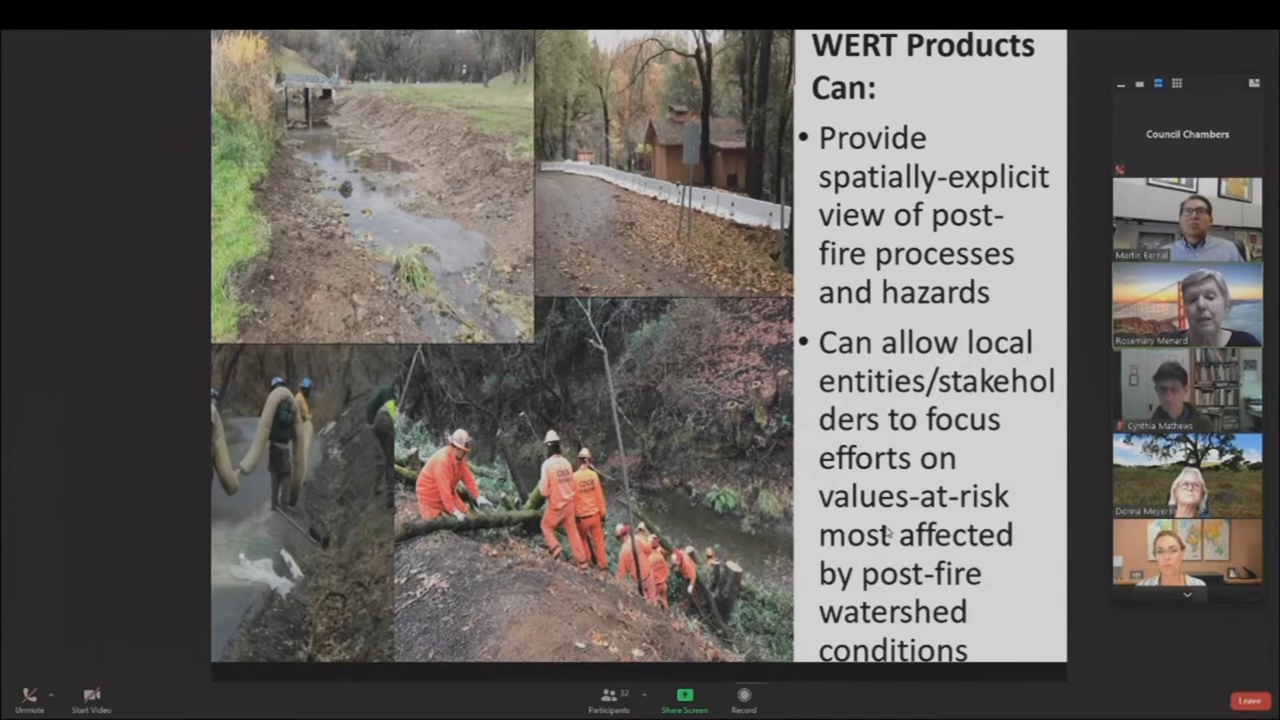 WERT Products
Can:
• Provide
spatially-explicit
view of post-
fire processes
and hazards
• Can allow local
entities/stakehol
ders to focus
efforts on
values-at-risk
most affected
by post-fire
watershed
conditions
Council Chambers
Martin Bernal
Rosemary Menard
Cynthia Mathews
Donna Meyers
Unmute
Start Video
Participants
32
Share Screen
Record
Leave